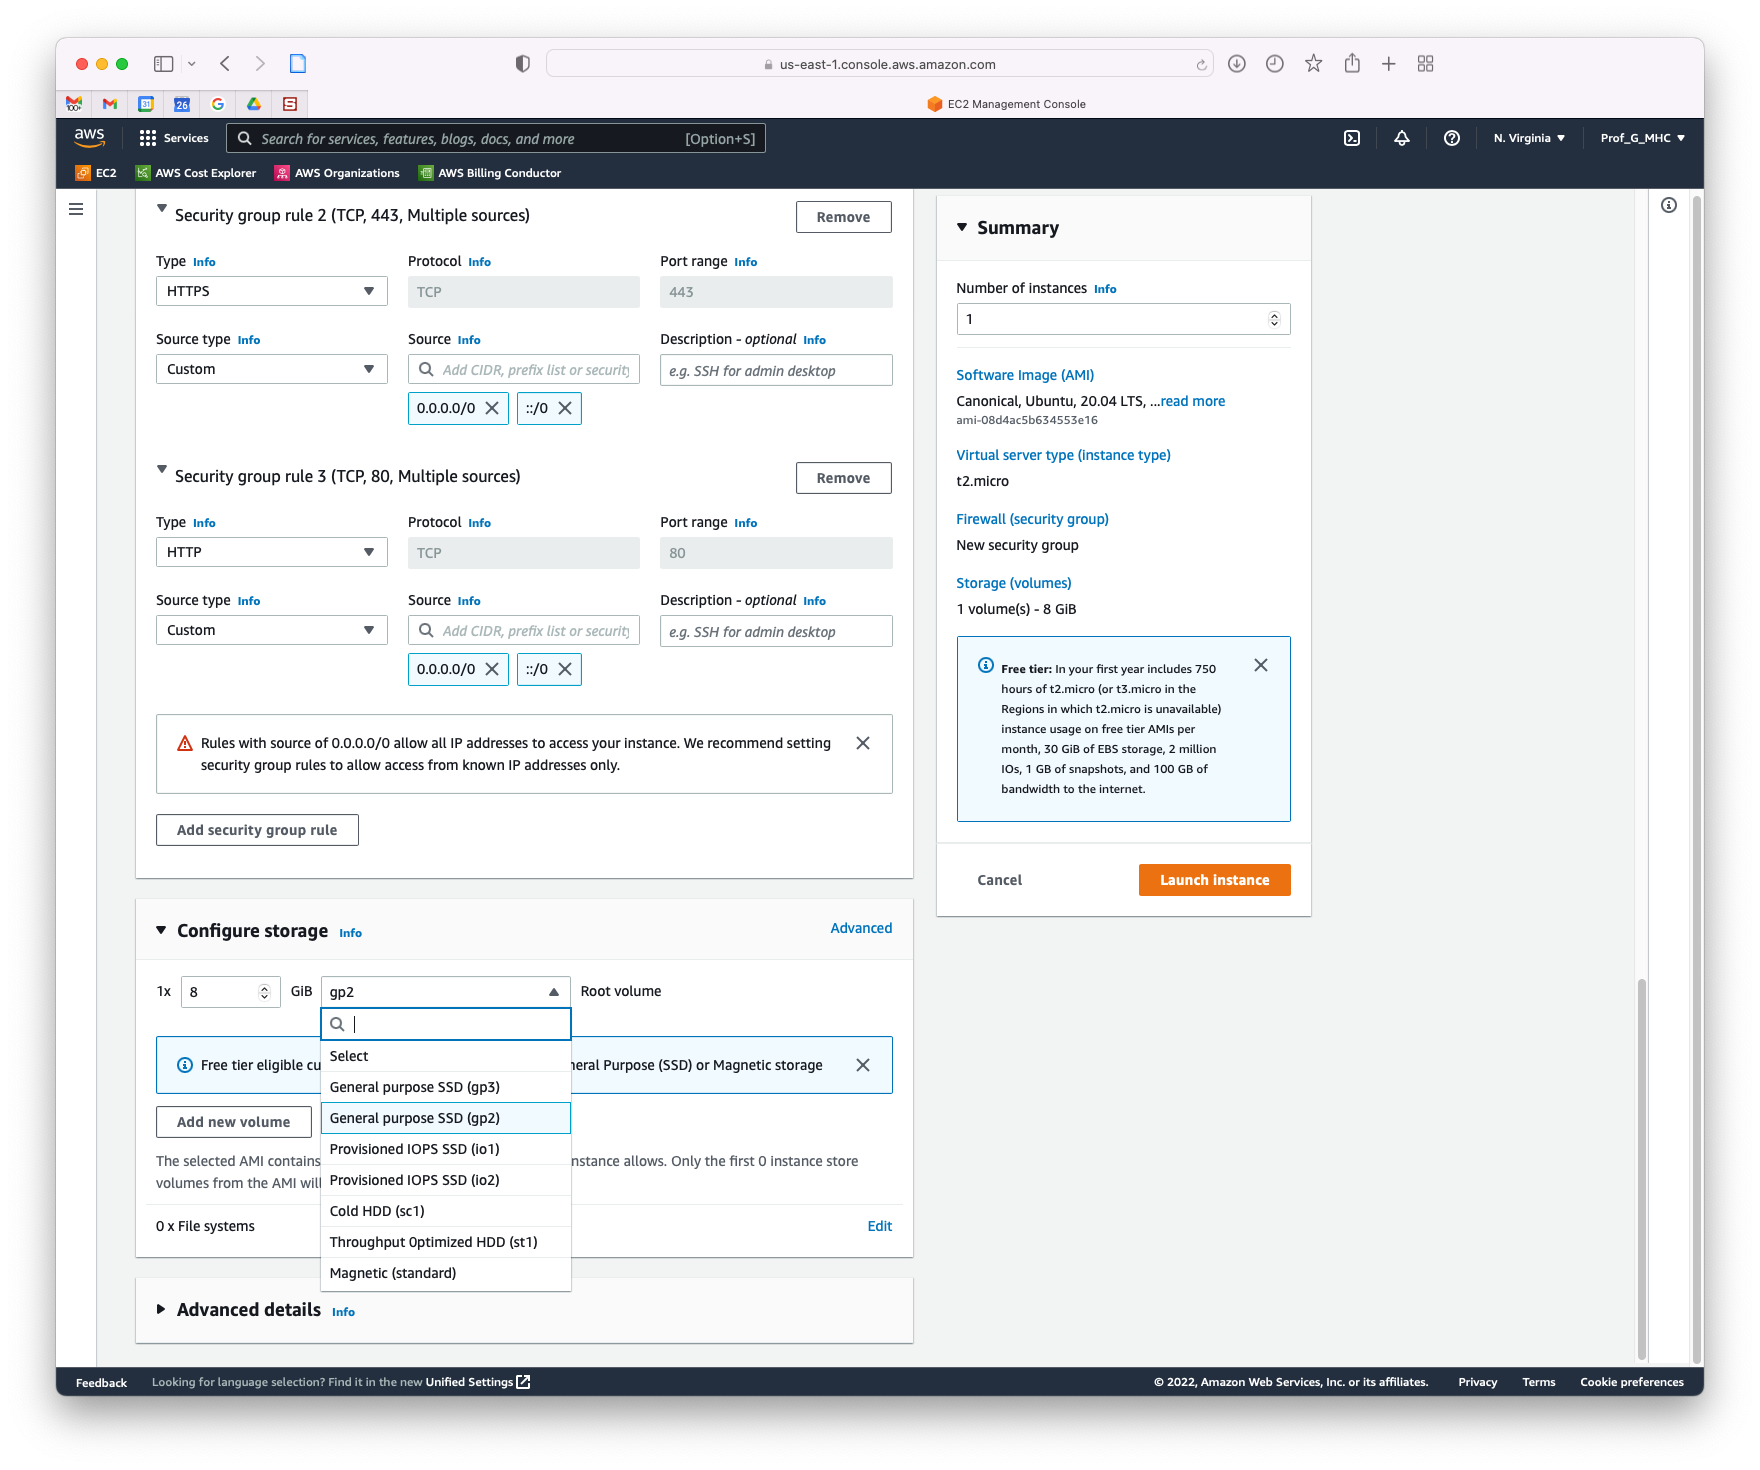 us-east-1.console.aws.amazon.com
EC2 Management Console
aws
Services
Search for services, features, blogs, docs, and more
[Option+S]
N. Virginia
Prof_G_MHC
EC2
AWS Cost Explorer
AWS Organizations
AWS Billing Conductor
Security group rule 2 (TCP, 443, Multiple sources)
Remove
Type Info
Protocol Info
Port range Info
HTTPS
TCP
443
Source type Info
Source Info
Description - optional Info
Custom
Add CIDR, prefix list or security
e.g. SSH for admin desktop
0.0.0.0/0
::/0
Security group rule 3 (TCP, 80, Multiple sources)
Remove
Type Info
Protocol Info
Port range Info
HTTP
TCP
80
Source type Info
Source Info
Description - optional Info
Custom
Add CIDR, prefix list or security
e.g. SSH for admin desktop
0.0.0.0/0
::/0
Rules with source of 0.0.0.0/0 allow all IP addresses to access your instance. We recommend setting
security group rules to allow access from known IP addresses only.
Add security group rule
Configure storage Info
Advanced
1x
8
GiB
gp2
Root volume
Free tier eligible cu
neral Purpose (SSD) or Magnetic storage
Select
General purpose SSD (gp3)
General purpose SSD (gp2)
Provisioned IOPS SSD (io1)
Provisioned IOPS SSD (io2)
Cold HDD (sc1)
Throughput Optimized HDD (st1)
Magnetic (standard)
Add new volume
The selected AMI contains
nstance allows. Only the first 0 instance store
volumes from the AMI will
0 x File systems
Edit
Advanced details Info
Summary
Number of instances Info
1
Software Image (AMI)
Canonical, Ubuntu, 20.04 LTS, ...read more
ami-08d4ac5b634553e16
Virtual server type (instance type)
t2.micro
Firewall (security group)
New security group
Storage (volumes)
1 volume(s) - 8 GiB
Free tier: In your first year includes 750
hours of t2.micro (or t3.micro in the
Regions in which t2.micro is unavailable)
instance usage on free tier AMIs per
month, 30 GiB of EBS storage, 2 million
IOs, 1 GB of snapshots, and 100 GB of
bandwidth to the internet.
Cancel
Launch instance
Feedback
Looking for language selection? Find it in the new Unified Settings
© 2022, Amazon Web Services, Inc. or its affiliates.
Privacy
Terms
Cookie preferences